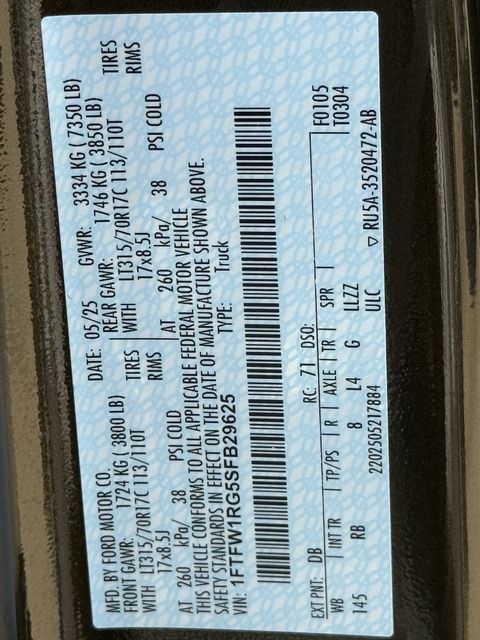 MFD. BY FORD MOTOR CO.
DATE: 05/25 GVWR: 3334 KG ( 7350 LB)
FRONT GAWR: 1724 KG ( 3800 LB) REAR GAWR: 1746 KG ( 3850 LB)
WITH LT315/70R17C 113/110T TIRES WITH LT315/70R17C 113/110T TIRES
17x8.5J RIMS 17x8.5J RIMS
AT 260 kPa/ 38 PSI COLD AT 260 kPa/ 38 PSI COLD
THIS VEHICLE CONFORMS TO ALL APPLICABLE FEDERAL MOTOR VEHICLE
SAFETY STANDARDS IN EFFECT ON THE DATE OF MANUFACTURE SHOWN ABOVE.
VIN: 1FTFW1RG5SFB29625 TYPE: Truck
EXT PNT: DB RC: 71 DSO: F0105
WB INT TR TP/PS R AXLE TR SPR T0304
145 RB 8 L4 G LLZZ
2202505217884 ULC ▽ RU5A-3520472-AB